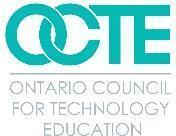 OCTE
ONTARIO COUNCIL
FOR TECHNOLOGY
EDUCATION